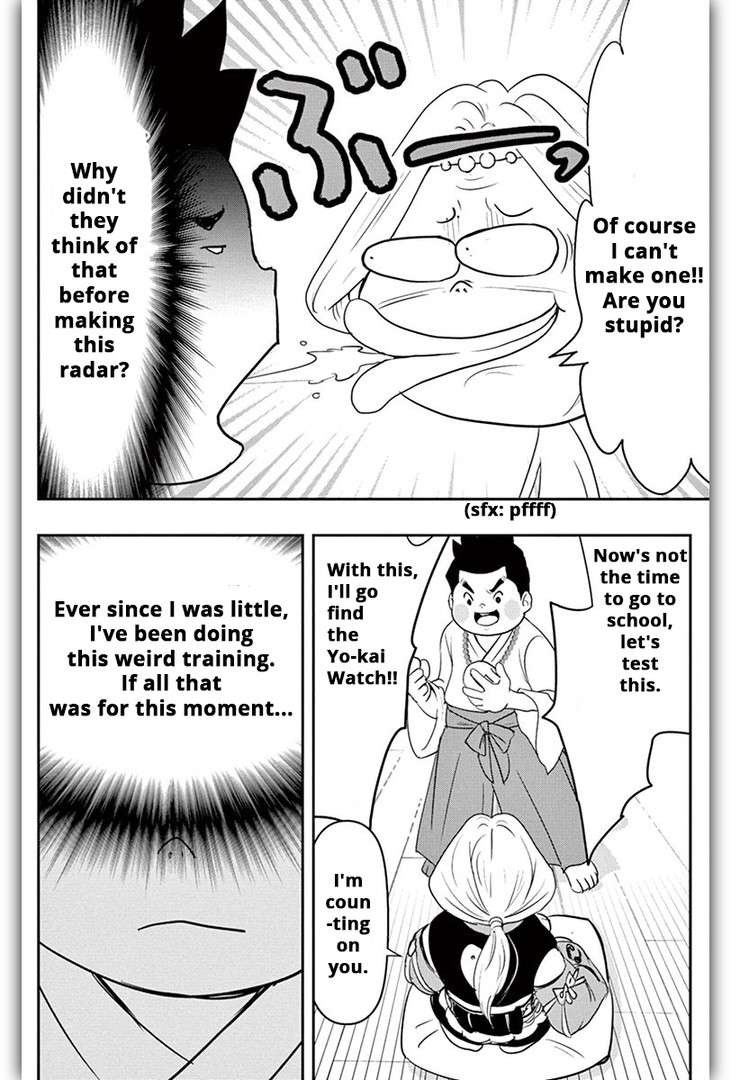 Of course
I can't
make one!!
Are you
stupid?
ぶーっ
Why
didn't
they
think of
that
before
making
this
radar?
(sfx: pffff)
Now's not
the time
to go to
school,
let's
test
this.
With this,
I'll go
find
the
Yo-kai
Watch!!
I'm
coun
-ting
on
you.
Ever since I was little,
I've been doing
this weird training.
If all that
was for this moment...